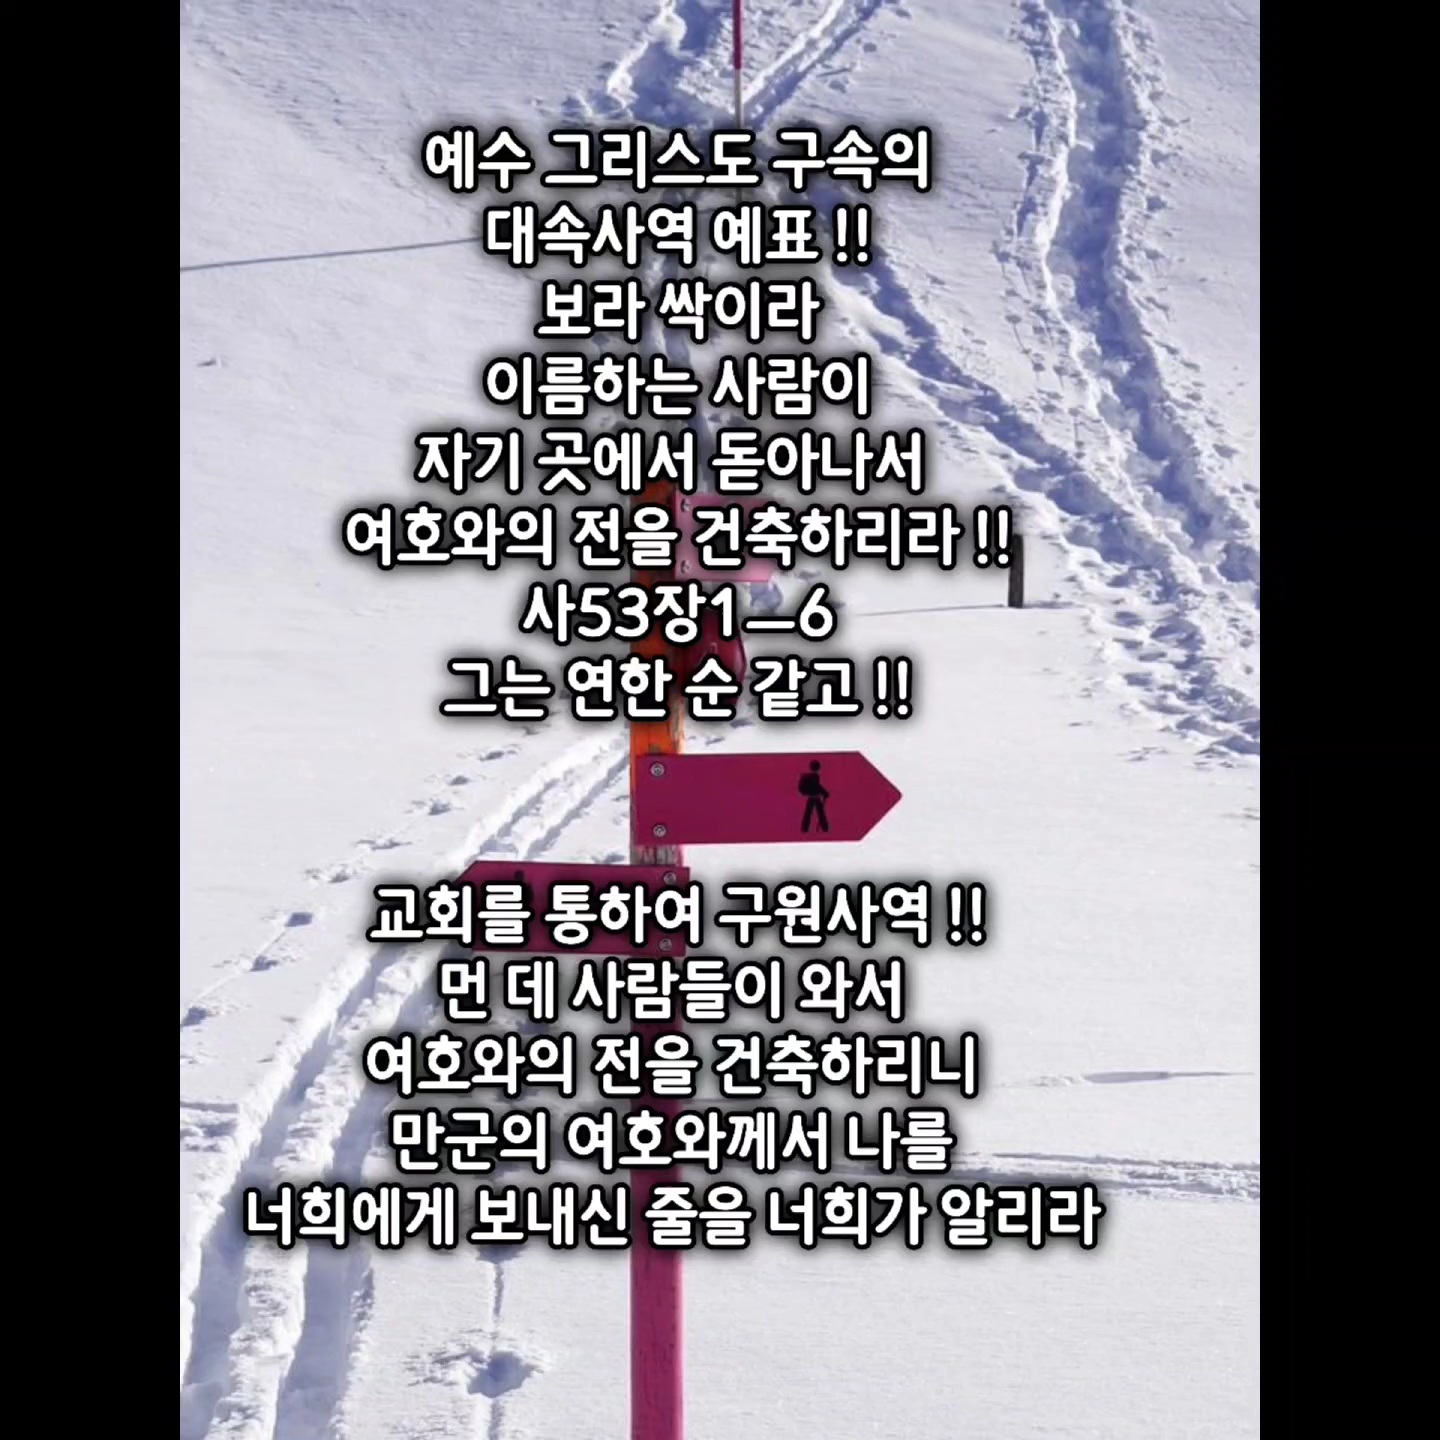 예수 그리스도 구속의
대속사역 예표 !!
보라 싹이라
이름하는 사람이
자기 곳에서 돋아나서
여호와의 전을 건축하리라 !!
사53장1ㅡ6
그는 연한 순 같고 !!
교회를 통하여 구원사역 !!
먼 데 사람들이 와서
여호와의 전을 건축하리니
만군의 여호와께서 나를
너희에게 보내신 줄을 너희가 알리라